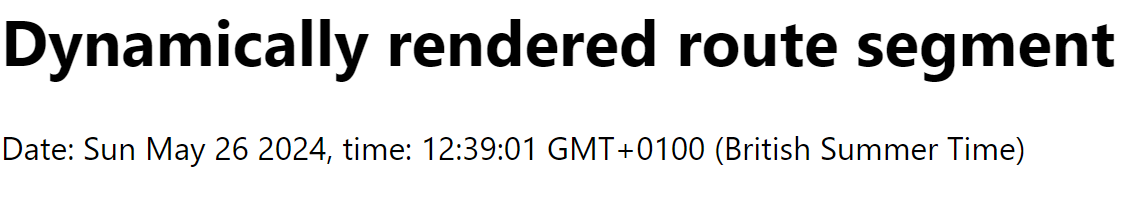 Dynamically rendered route segment
Date: Sun May 26 2024, time: 12:39:01 GMT+0100 (British Summer Time)